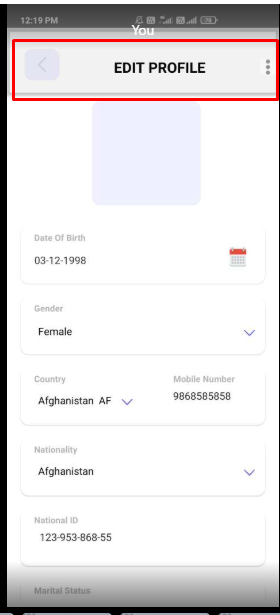 12:19 PM
You
EDIT PROFILE
Date Of Birth
03-12-1998
Gender
Female
Country
Mobile Number
Afghanistan AF
9868585858
Nationality
Afghanistan
National ID
123-953-868-55
Marital Status